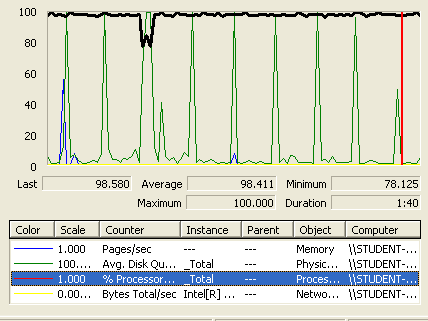 100
80
60
40
20
0
Last 98.580 Average 98.411 Minimum 78.125
Maximum 100.000 Duration 1:40
Color Scale Counter Instance Parent Object Computer
1.000 Pages/sec --- --- Memory \\STUDENT-...
100.... Avg. Disk Qu... _Total --- Physic... \\STUDENT-...
1.000 % Processor... _Total --- Proces... \\STUDENT-...
0.00... Bytes Total/sec Intel[R] ... --- Netwo... \\STUDENT-...